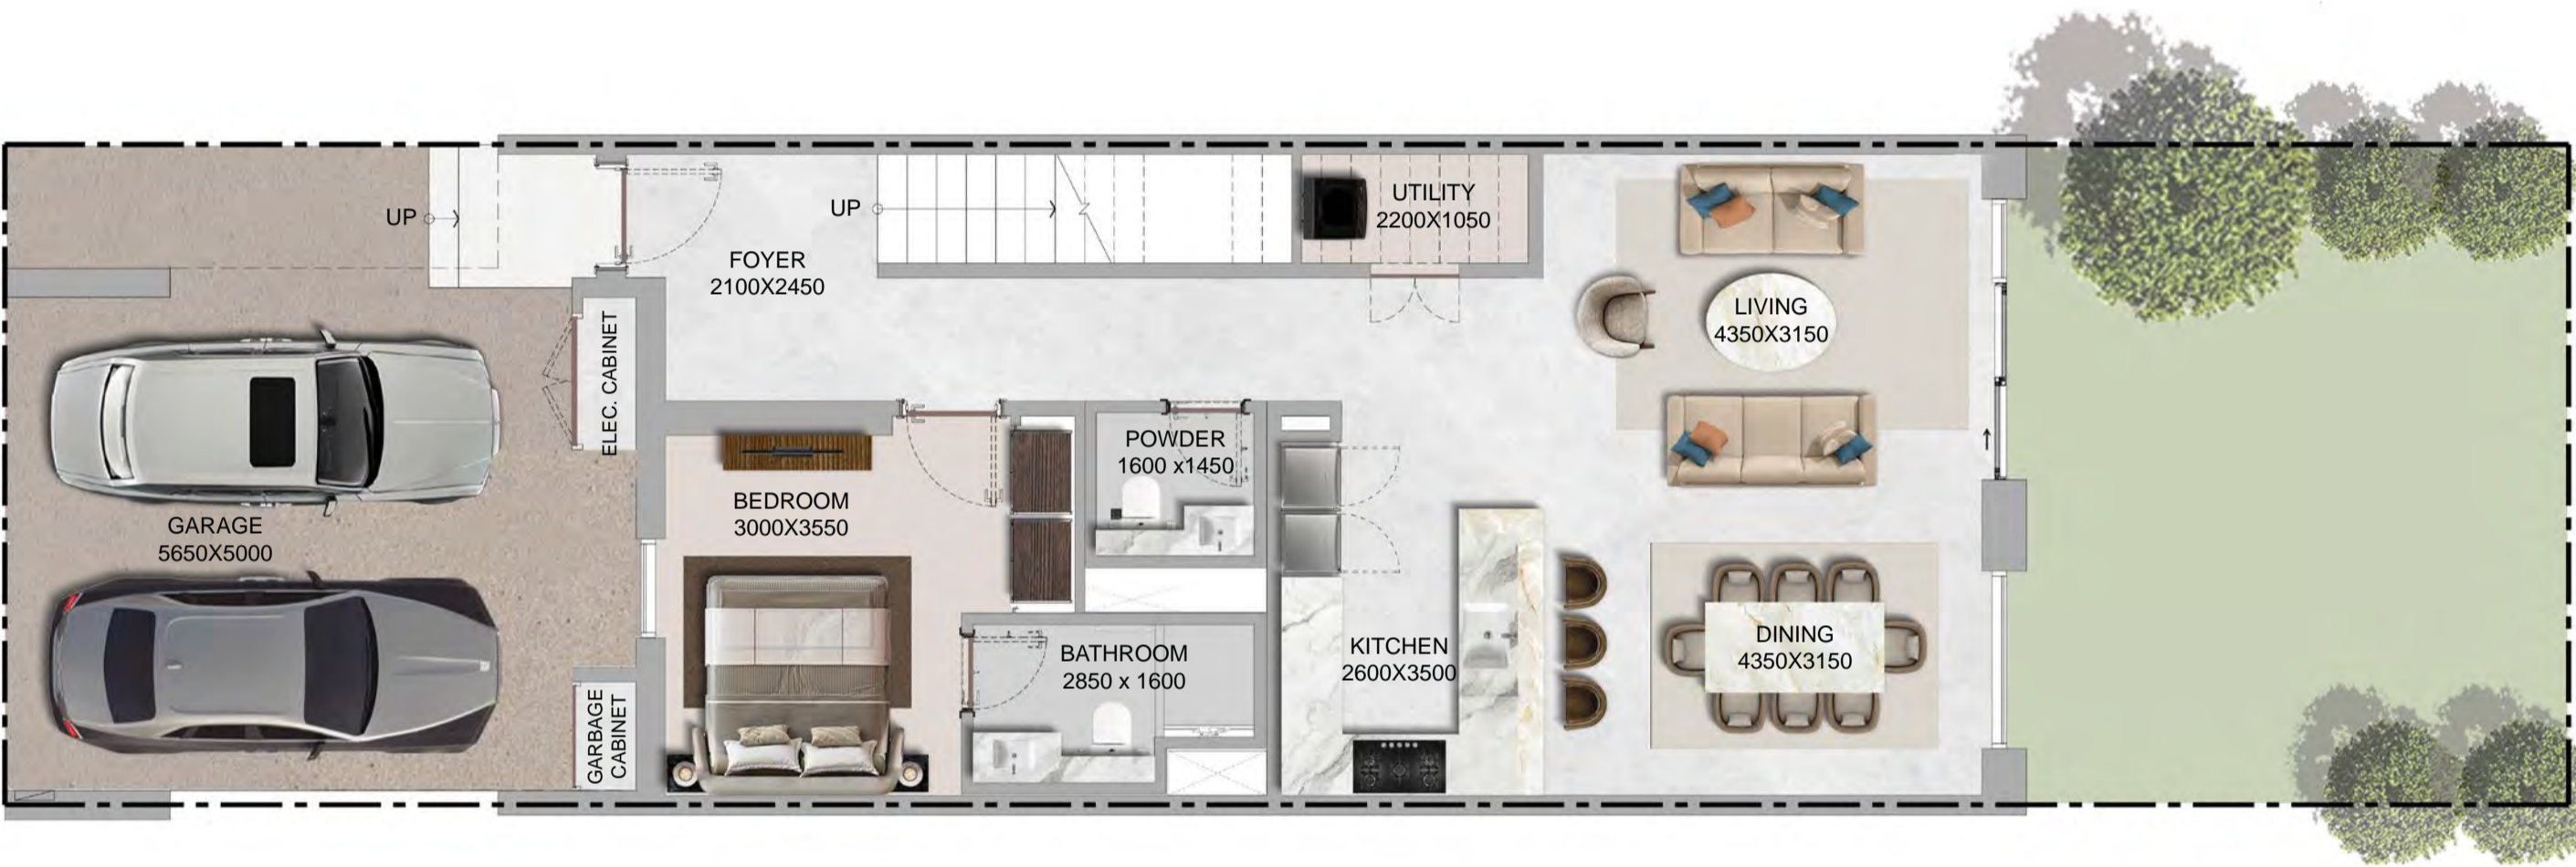 UP
UP
UTILITY
2200X1050
FOYER
2100X2450
LIVING
4350X3150
ELEC. CABINET
POWDER
1600 x1450
BEDROOM
3000X3550
GARAGE
5650X5000
KITCHEN
2600X3500
BATHROOM
2850 x 1600
DINING
4350X3150
GARBAGE
CABINET